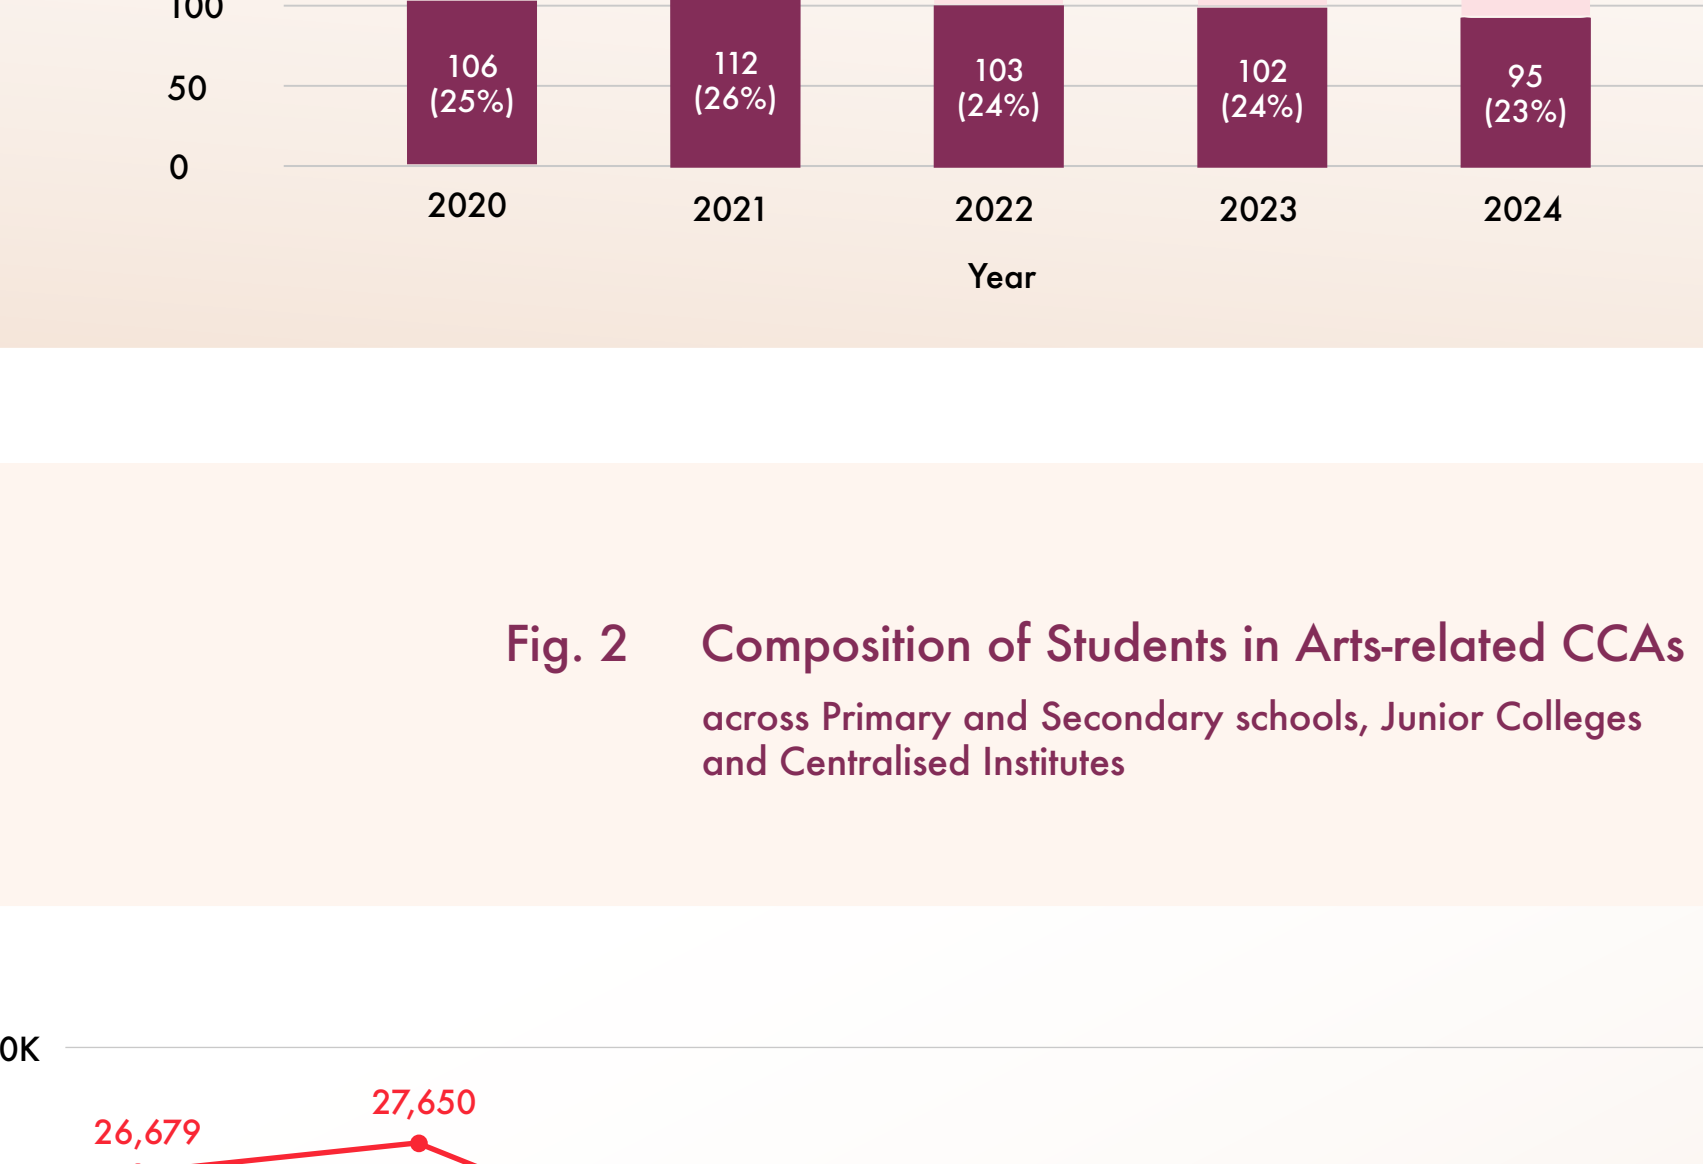 100
50
0
106
(25%)
112
(26%)
103
(24%)
102
(24%)
95
(23%)
2020 2021 2022 2023 2024
Year
Fig. 2 Composition of Students in Arts-related CCAs
across Primary and Secondary schools, Junior Colleges
and Centralised Institutes
0K
27,650
26,679